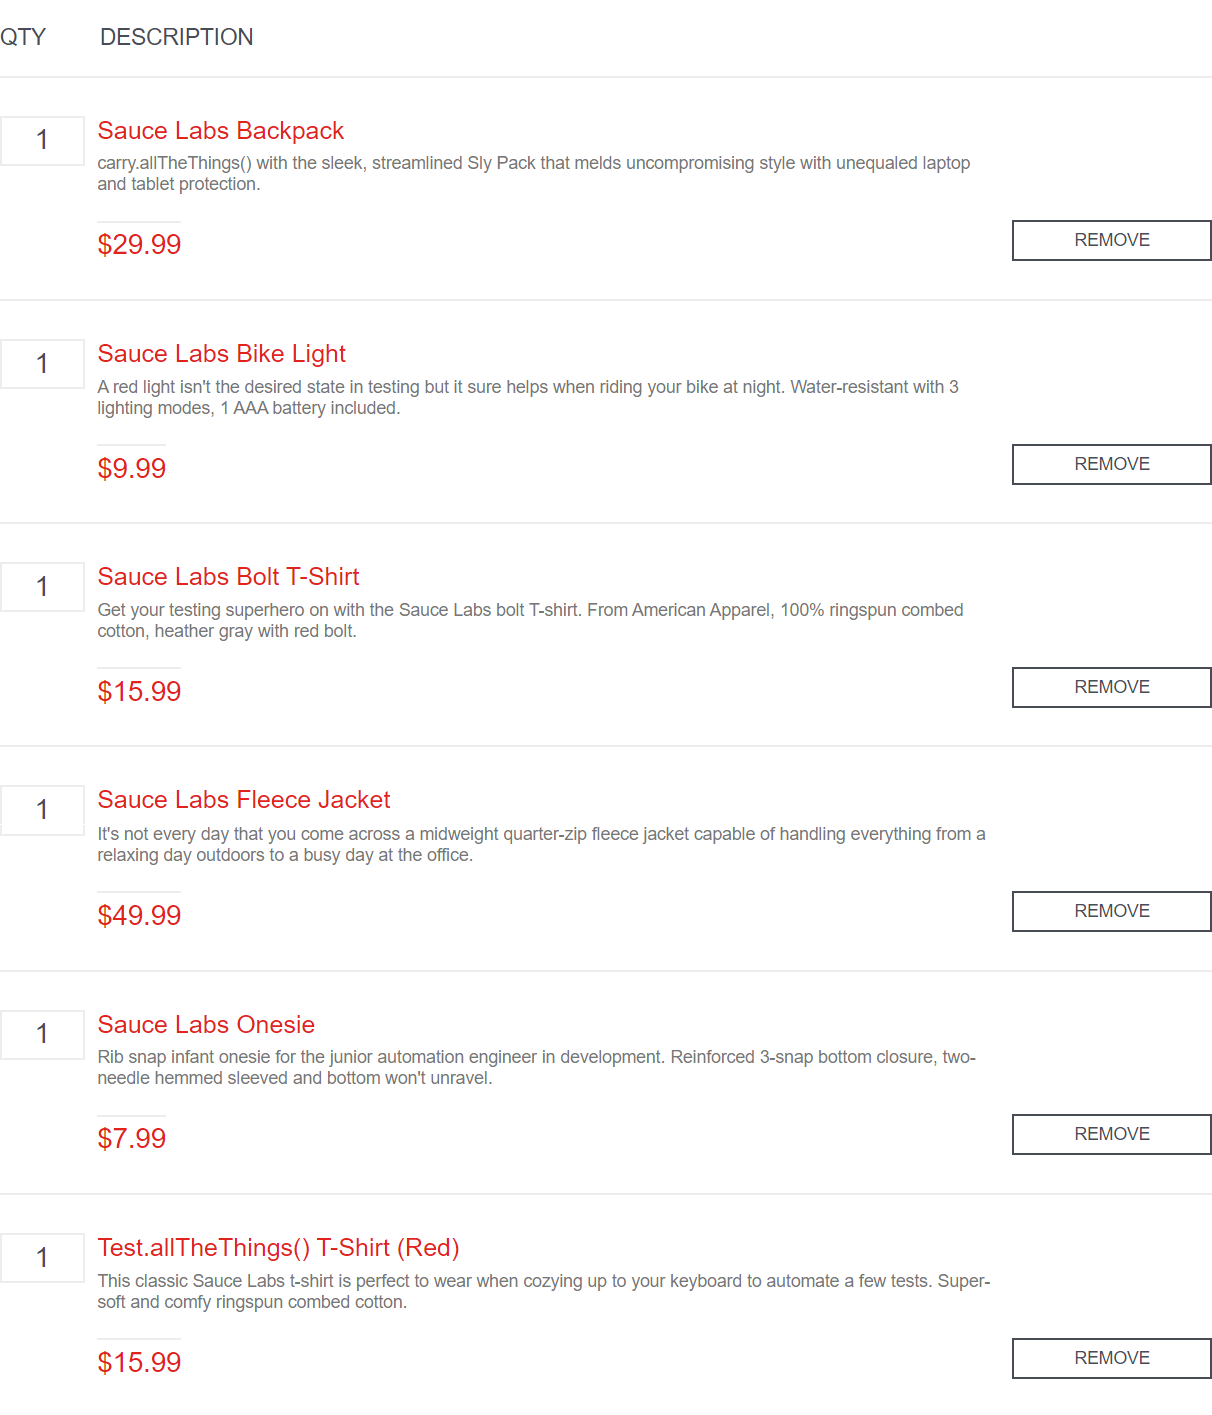 QTY DESCRIPTION
1 Sauce Labs Backpack
carry.allTheThings() with the sleek, streamlined Sly Pack that melds uncompromising style with unequaled laptop
and tablet protection.
$29.99 REMOVE
1 Sauce Labs Bike Light
A red light isn't the desired state in testing but it sure helps when riding your bike at night. Water-resistant with 3
lighting modes, 1 AAA battery included.
$9.99 REMOVE
1 Sauce Labs Bolt T-Shirt
Get your testing superhero on with the Sauce Labs bolt T-shirt. From American Apparel, 100% ringspun combed
cotton, heather gray with red bolt.
$15.99 REMOVE
1 Sauce Labs Fleece Jacket
It's not every day that you come across a midweight quarter-zip fleece jacket capable of handling everything from a
relaxing day outdoors to a busy day at the office.
$49.99 REMOVE
1 Sauce Labs Onesie
Rib snap infant onesie for the junior automation engineer in development. Reinforced 3-snap bottom closure, two-
needle hemmed sleeved and bottom won't unravel.
$7.99 REMOVE
1 Test.allTheThings() T-Shirt (Red)
This classic Sauce Labs t-shirt is perfect to wear when cozying up to your keyboard to automate a few tests. Super-
soft and comfy ringspun combed cotton.
$15.99 REMOVE